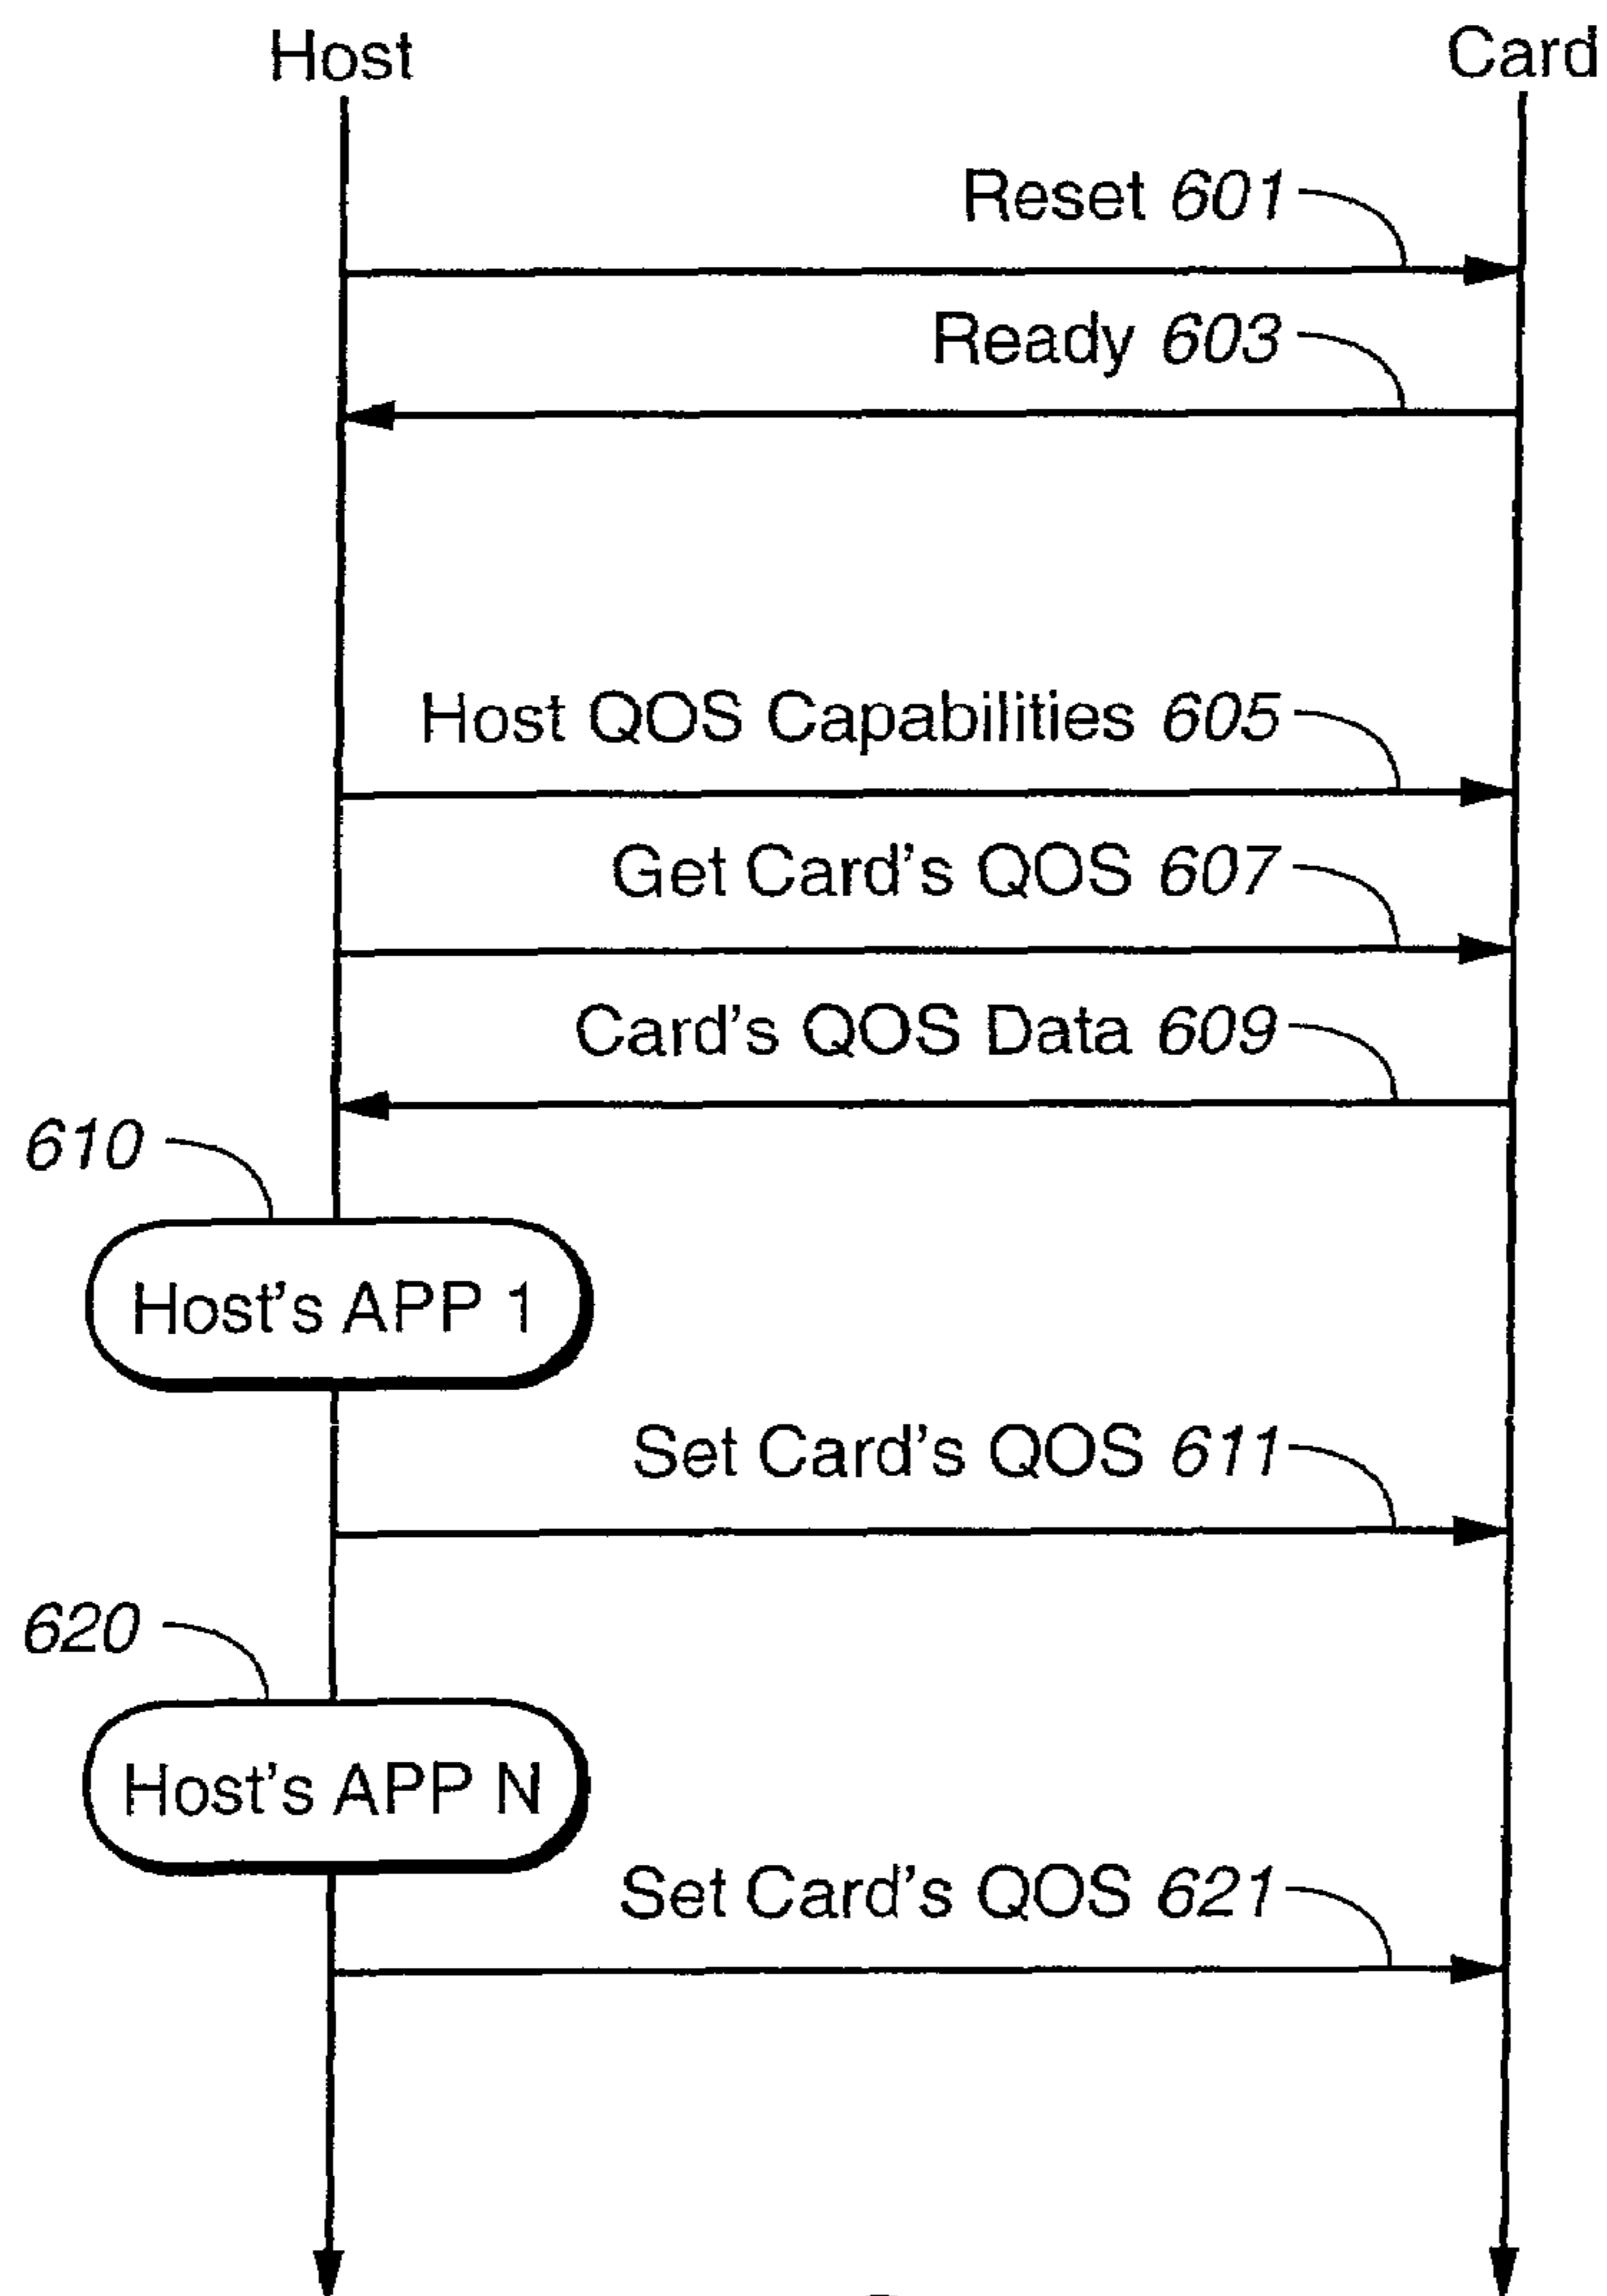 Host
Card
Reset 601
Ready 603
Host QOS Capabilities 605
Get Card's QOS 607
Card's QOS Data 609
610
Host's APP 1
Set Card's QOS 611
620
Host's APP N
Set Card's QOS 621